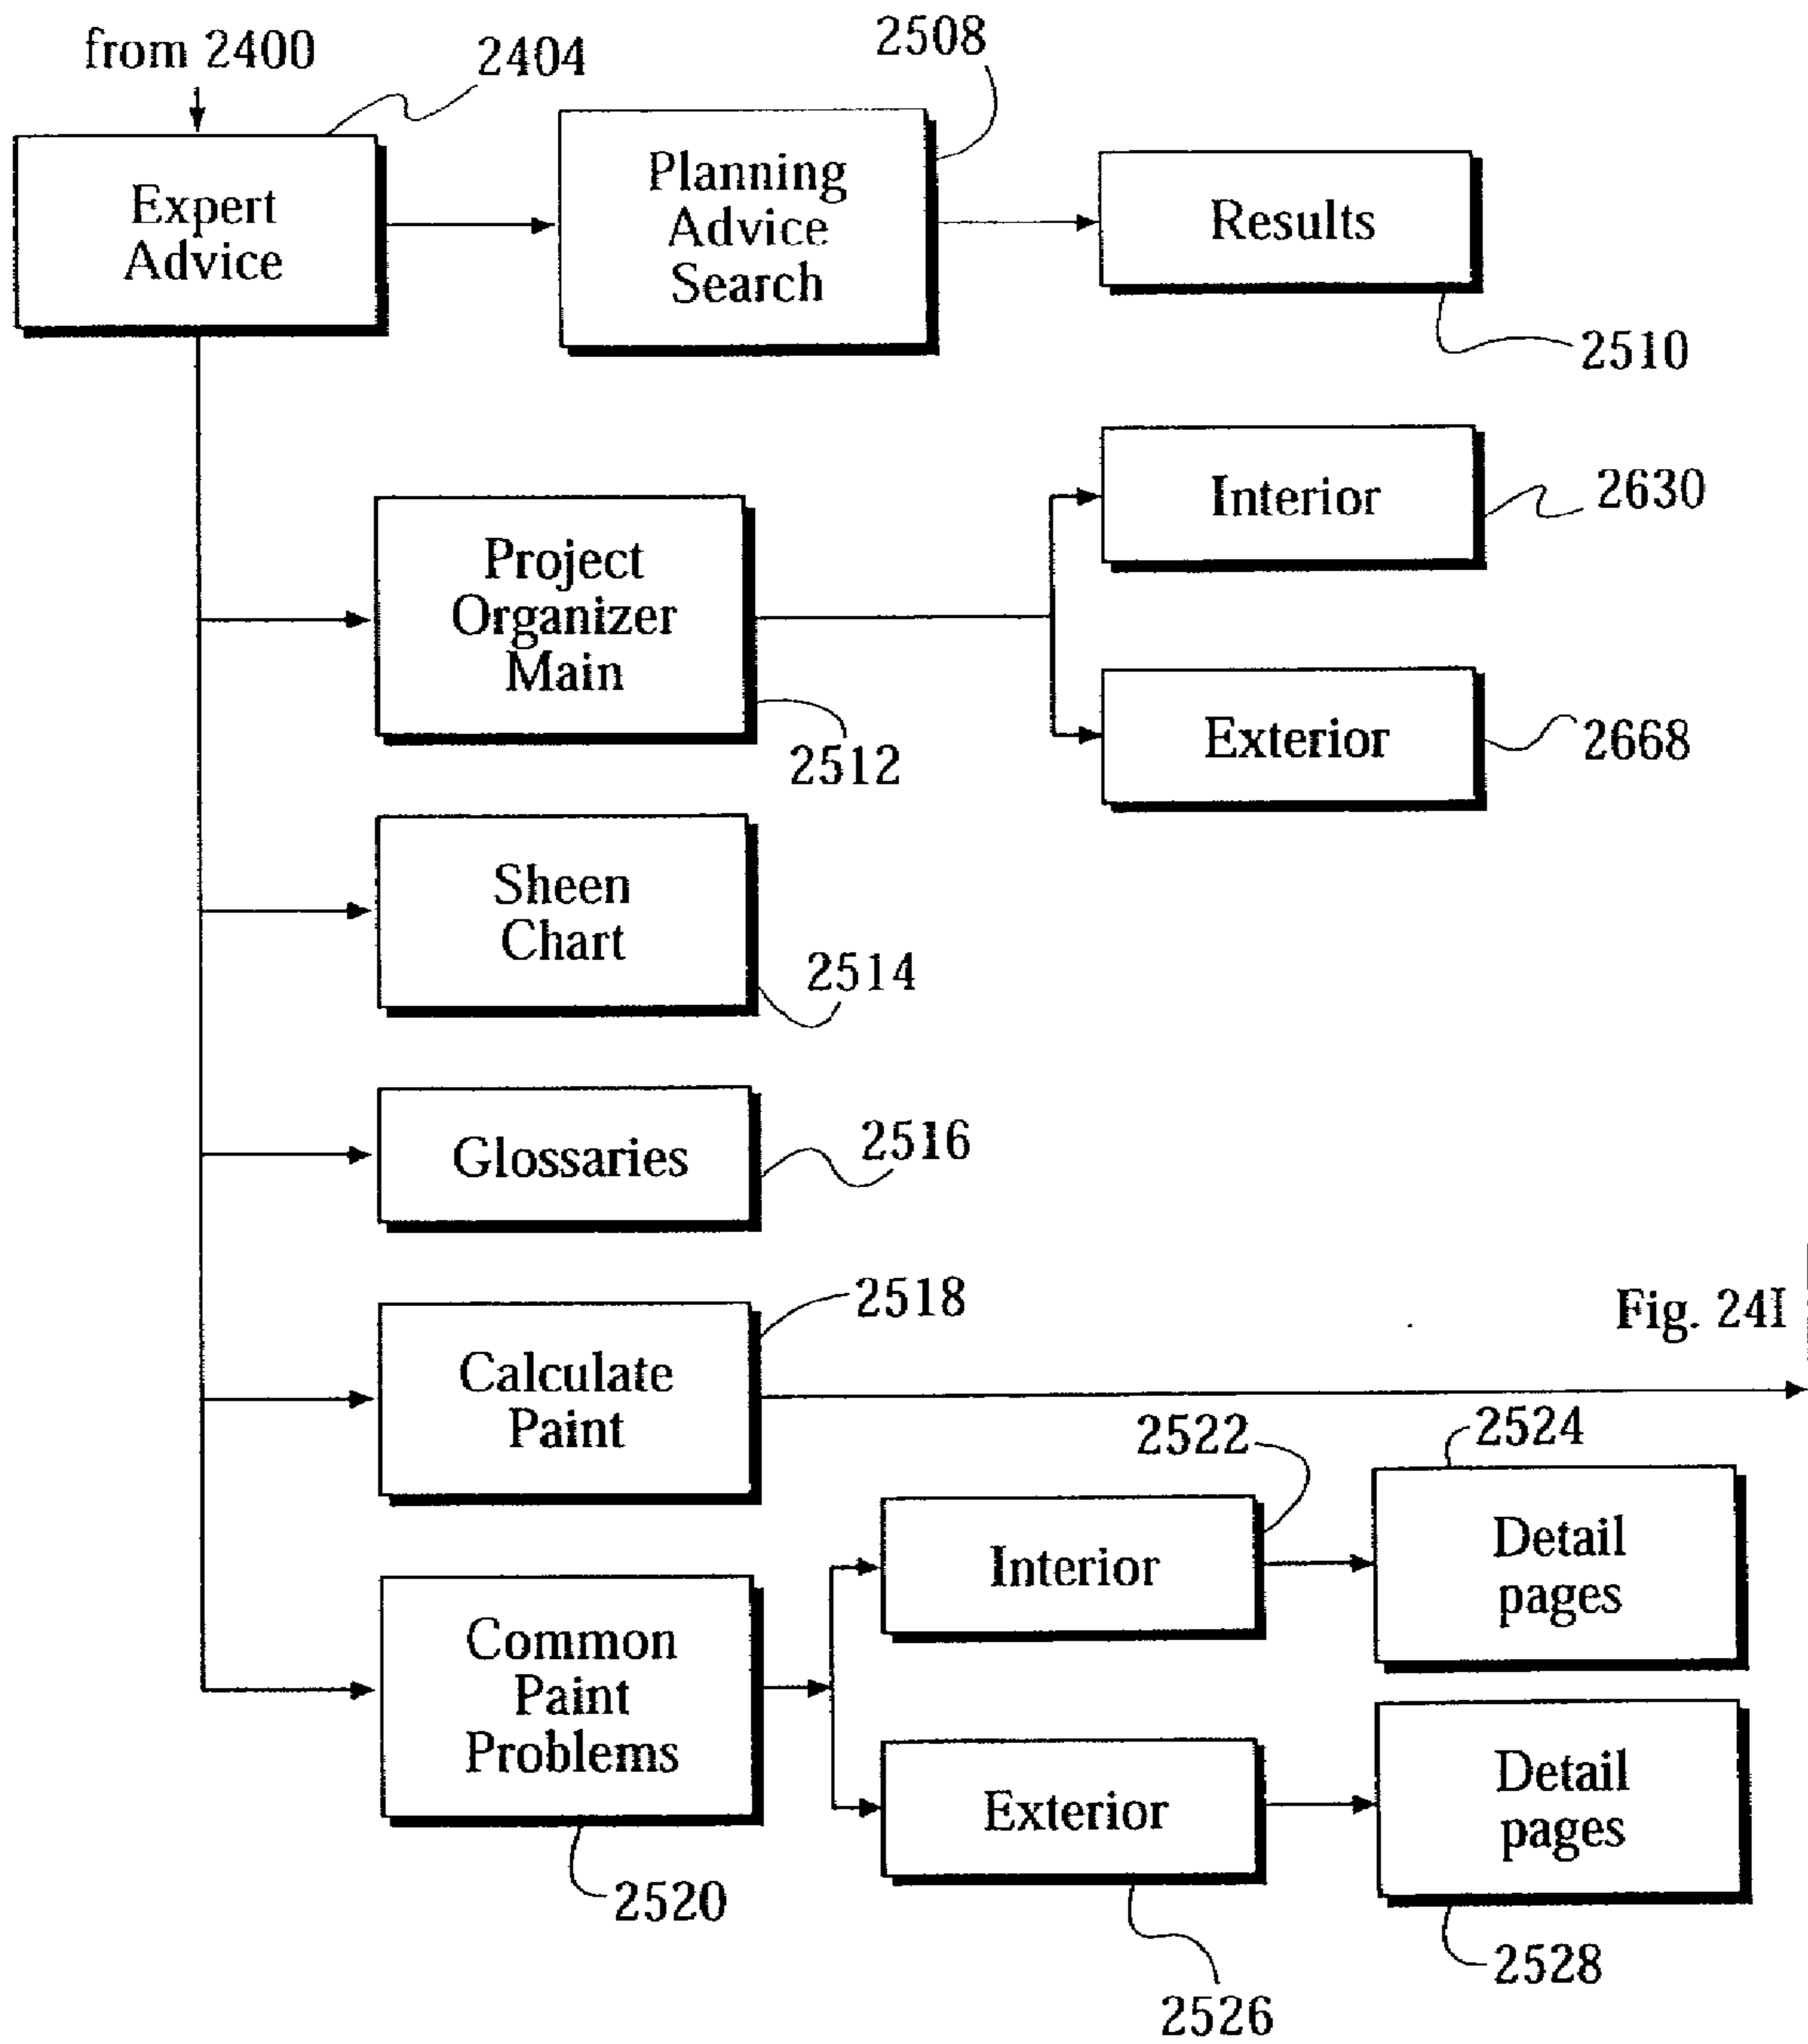 from 2400
2404
2508
Expert
Advice
Planning
Advice
Search
Results
2510
Project
Organizer
Main
2512
Interior
2630
Exterior
2668
Sheen
Chart
2514
Glossaries
2516
Calculate
Paint
2518
Fig. 24I
Common
Paint
Problems
2520
Interior
2522
Detail
pages
2524
Exterior
2526
Detail
pages
2528